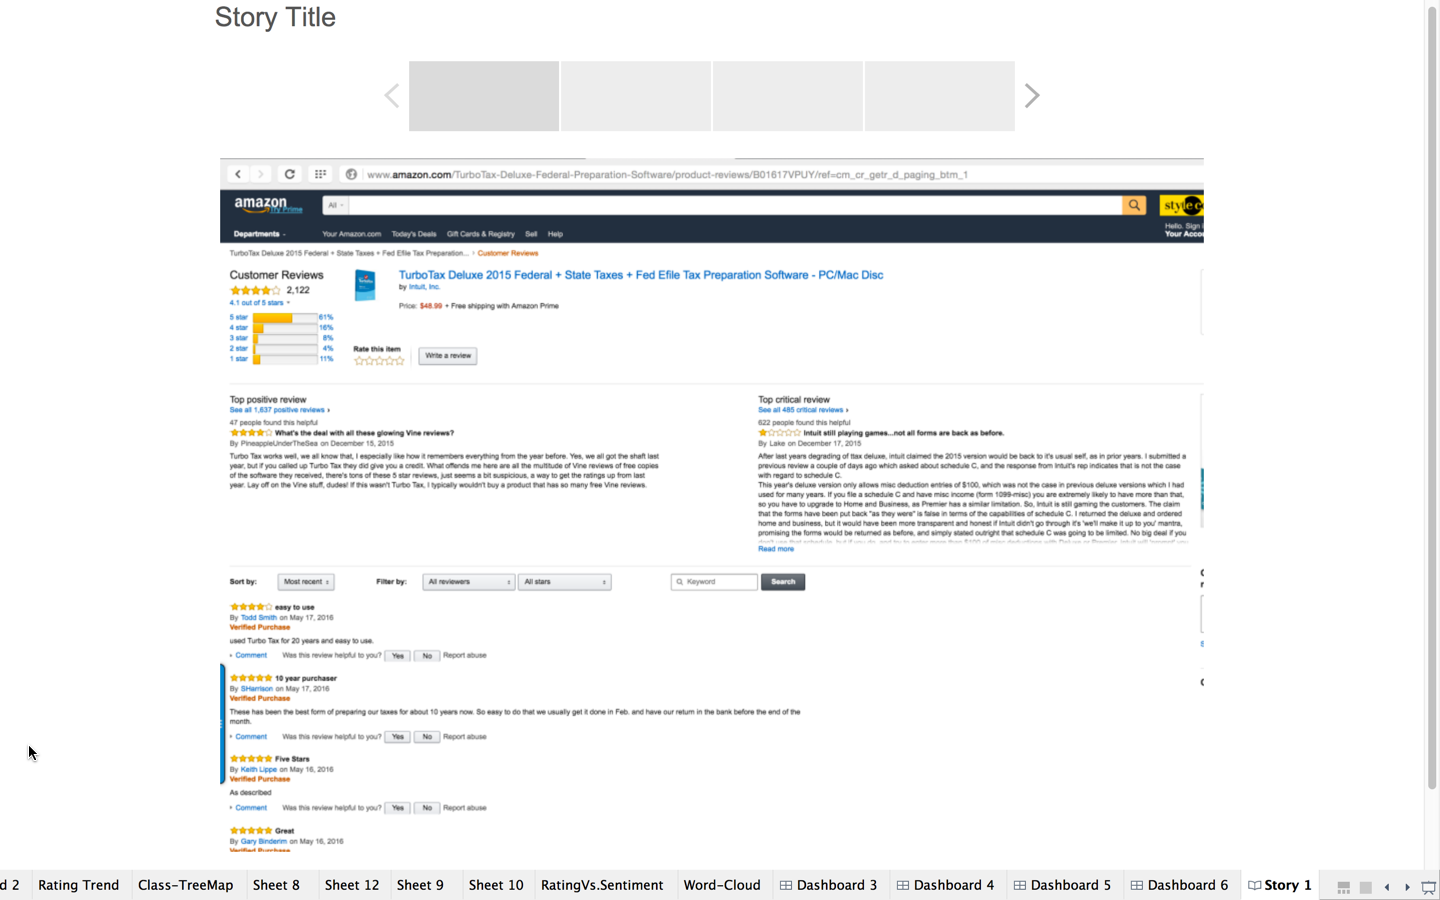 Story Title
www.amazon.com/TurboTax-Deluxe-Federal-Preparation-Software/product-reviews/B01617VPUY/ref=cm_cr_getr_d_paging_btm_1
amazon
Try Prime
All
style
Hello. Sign i
Departments
Your Amazon.com Today's Deals Gift Cards & Registry Sell Help
Your Acco
TurboTax Deluxe 2015 Federal + State Taxes + Fed Efile Tax Preparation... › Customer Reviews
Customer Reviews
2,122
4.1 out of 5 stars
5 star 61%
4 star 16%
3 star 8%
2 star 4%
1 star 11%
TurboTax Deluxe 2015 Federal + State Taxes + Fed Efile Tax Preparation Software - PC/Mac Disc
by Intuit, Inc.
Price: $48.99 + Free shipping with Amazon Prime
Rate this item
Write a review
Top positive review
See all 1,637 positive reviews ›
47 people found this helpful
What's the deal with all these glowing Vine reviews?
By PineappleUnderTheSea on December 15, 2015
Turbo Tax works well, we all know that, I especially like how it remembers everything from the year before. Yes, we all got the shaft last
year, but if you called up Turbo Tax they did give you a credit. What offends me here are all the multitude of Vine reviews of free copies
of the software they received, there's tons of these 5 star reviews, just seems a bit suspicious, a way to get the ratings up from last
year. Lay off on the Vine stuff, dudes! If this wasn't Turbo Tax, I typically wouldn't buy a product that has so many free Vine reviews.
Top critical review
See all 485 critical reviews ›
622 people found this helpful
Intuit still playing games...not all forms are back as before.
By Lake on December 17, 2015
After last years degrading of ttax deluxe, intuit claimed the 2015 version would be back to it's usual self, as in prior years. I submitted a
previous review a couple of days ago which asked about schedule C, and the response from Intuit's rep indicates that is not the case
with regard to schedule C.
This year's deluxe version only allows misc deduction entries of $100, which was not the case in previous deluxe versions which I had
used for many years. If you file a schedule C and have misc income (form 1099-misc) you are extremely likely to have more than that,
so you have to upgrade to Home and Business, as Premier has a similar limitation. So, Intuit is still gaming the customers. The claim
that the forms have been put back "as they were" is false in terms of the capabilities of schedule C. I returned the deluxe and ordered
home and business, but it would have been more transparent and honest if Intuit didn't go through it's 'we'll make it up to you' mantra,
promising the forms would be returned as before, and simply stated outright that schedule C was going to be limited. No big deal if you
Read more
Sort by: Most recent Filter by: All reviewers All stars Keyword Search
easy to use
By Todd Smith on May 17, 2016
Verified Purchase
used Turbo Tax for 20 years and easy to use.
Comment Was this review helpful to you? Yes No Report abuse
10 year purchaser
By SHarrison on May 17, 2016
Verified Purchase
These has been the best form of preparing our taxes for about 10 years now. So easy to do that we usually get it done in Feb. and have our return in the bank before the end of the
month.
Comment Was this review helpful to you? Yes No Report abuse
Five Stars
By Keith Lippe on May 16, 2016
Verified Purchase
As described
Comment Was this review helpful to you? Yes No Report abuse
Great
By Gary Binderim on May 16, 2016
Verified Purchase
d 2 Rating Trend Class-TreeMap Sheet 8 Sheet 12 Sheet 9 Sheet 10 RatingVs.Sentiment Word-Cloud Dashboard 3 Dashboard 4 Dashboard 5 Dashboard 6 Story 1